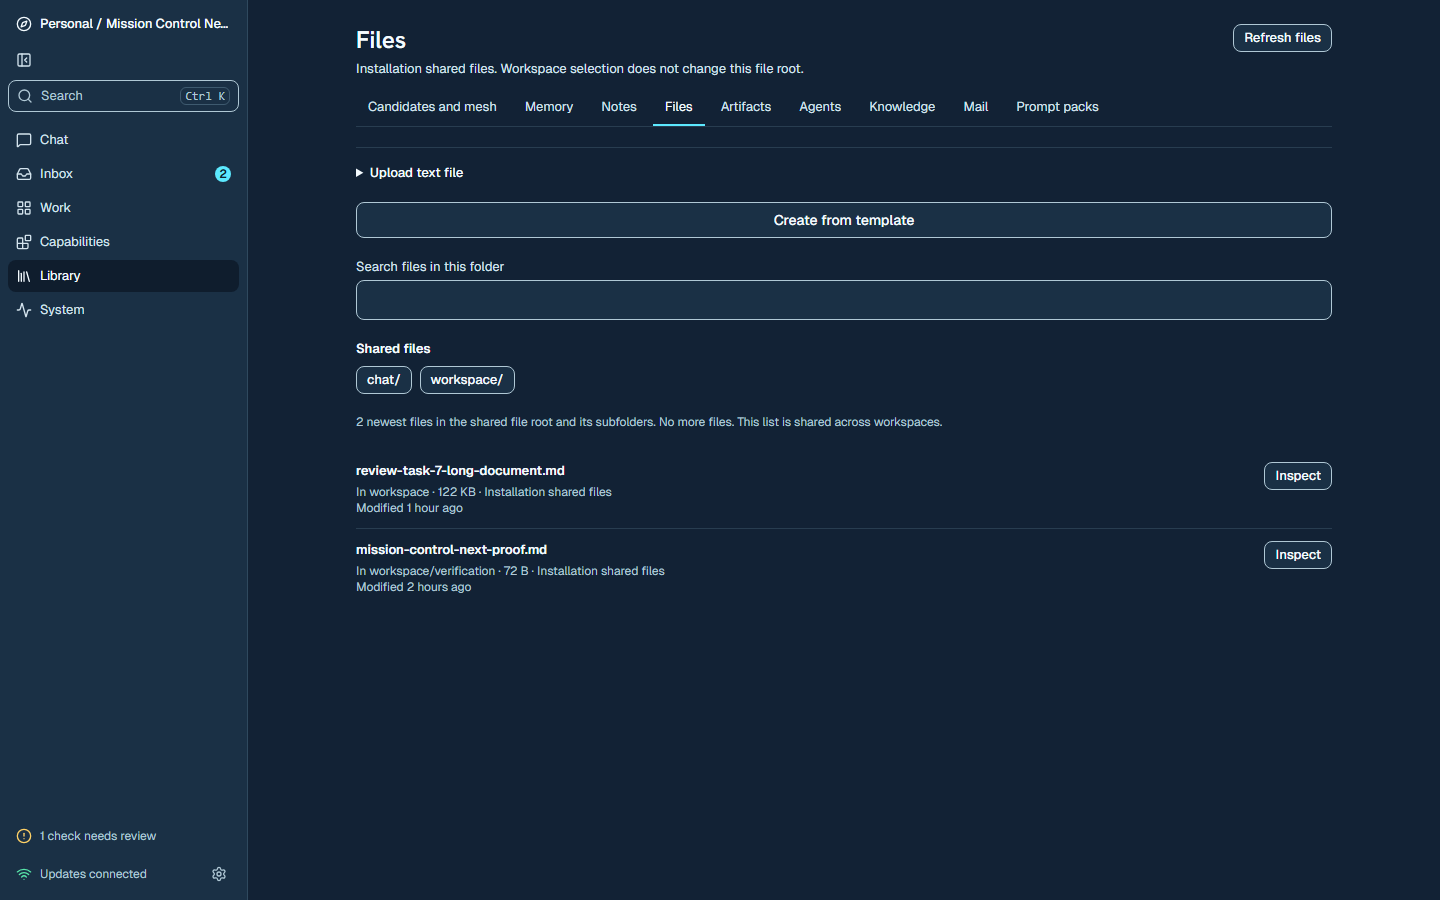 Personal / Mission Control Ne...
Search
Ctrl K
Chat
Inbox
2
Work
Capabilities
Library
System
1 check needs review
Updates connected
Files
Refresh files
Installation shared files. Workspace selection does not change this file root.
Candidates and mesh
Memory
Notes
Files
Artifacts
Agents
Knowledge
Mail
Prompt packs
Upload text file
Create from template
Search files in this folder
Shared files
chat/
workspace/
2 newest files in the shared file root and its subfolders. No more files. This list is shared across workspaces.
review-task-7-long-document.md
In workspace · 122 KB · Installation shared files
Modified 1 hour ago
Inspect
mission-control-next-proof.md
In workspace/verification · 72 B · Installation shared files
Modified 2 hours ago
Inspect